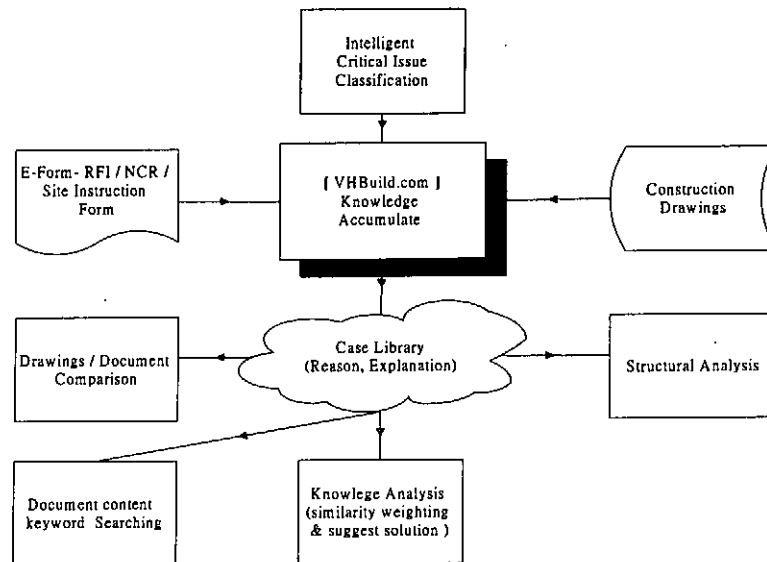 Intelligent
Critical Issue
Classification
E-Form- RFI / NCR /
Site Instruction
Form
[ VHBuild.com ]
Knowledge
Accumulate
Construction
Drawings
Drawings / Document
Comparison
Case Library
(Reason, Explanation)
Structural Analysis
Document content
keyword Searching
Knowlege Analysis
(similarity weighting
& suggest solution )